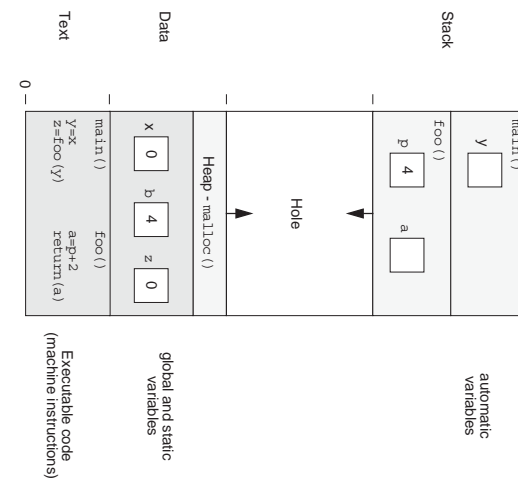 Stack
main()
y
automatic
variables
foo()
p 4 a
Hole
Heap - malloc()
Data
x 0 b 4 z 0
global and static
variables
Text
main()
y=x
z=foo(y)
foo()
a=p+2
return(a)
Executable code
(machine instructions)
0